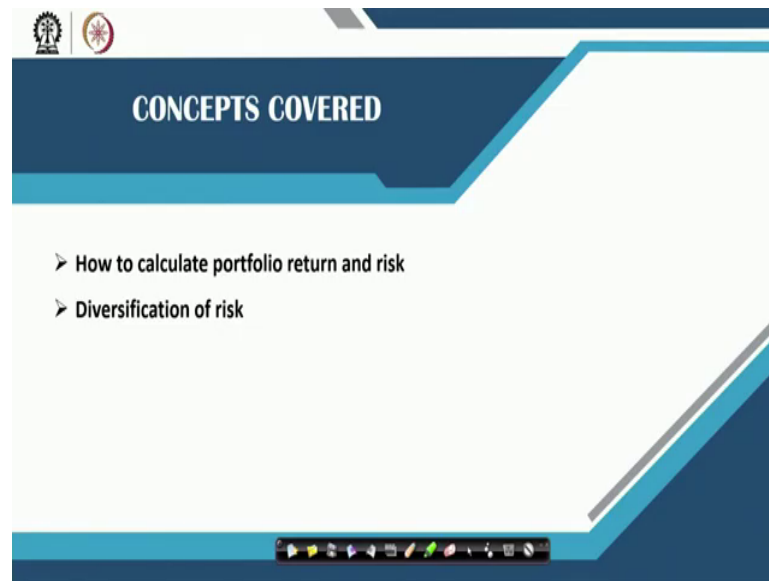 CONCEPTS COVERED
➢ How to calculate portfolio return and risk
➢ Diversification of risk